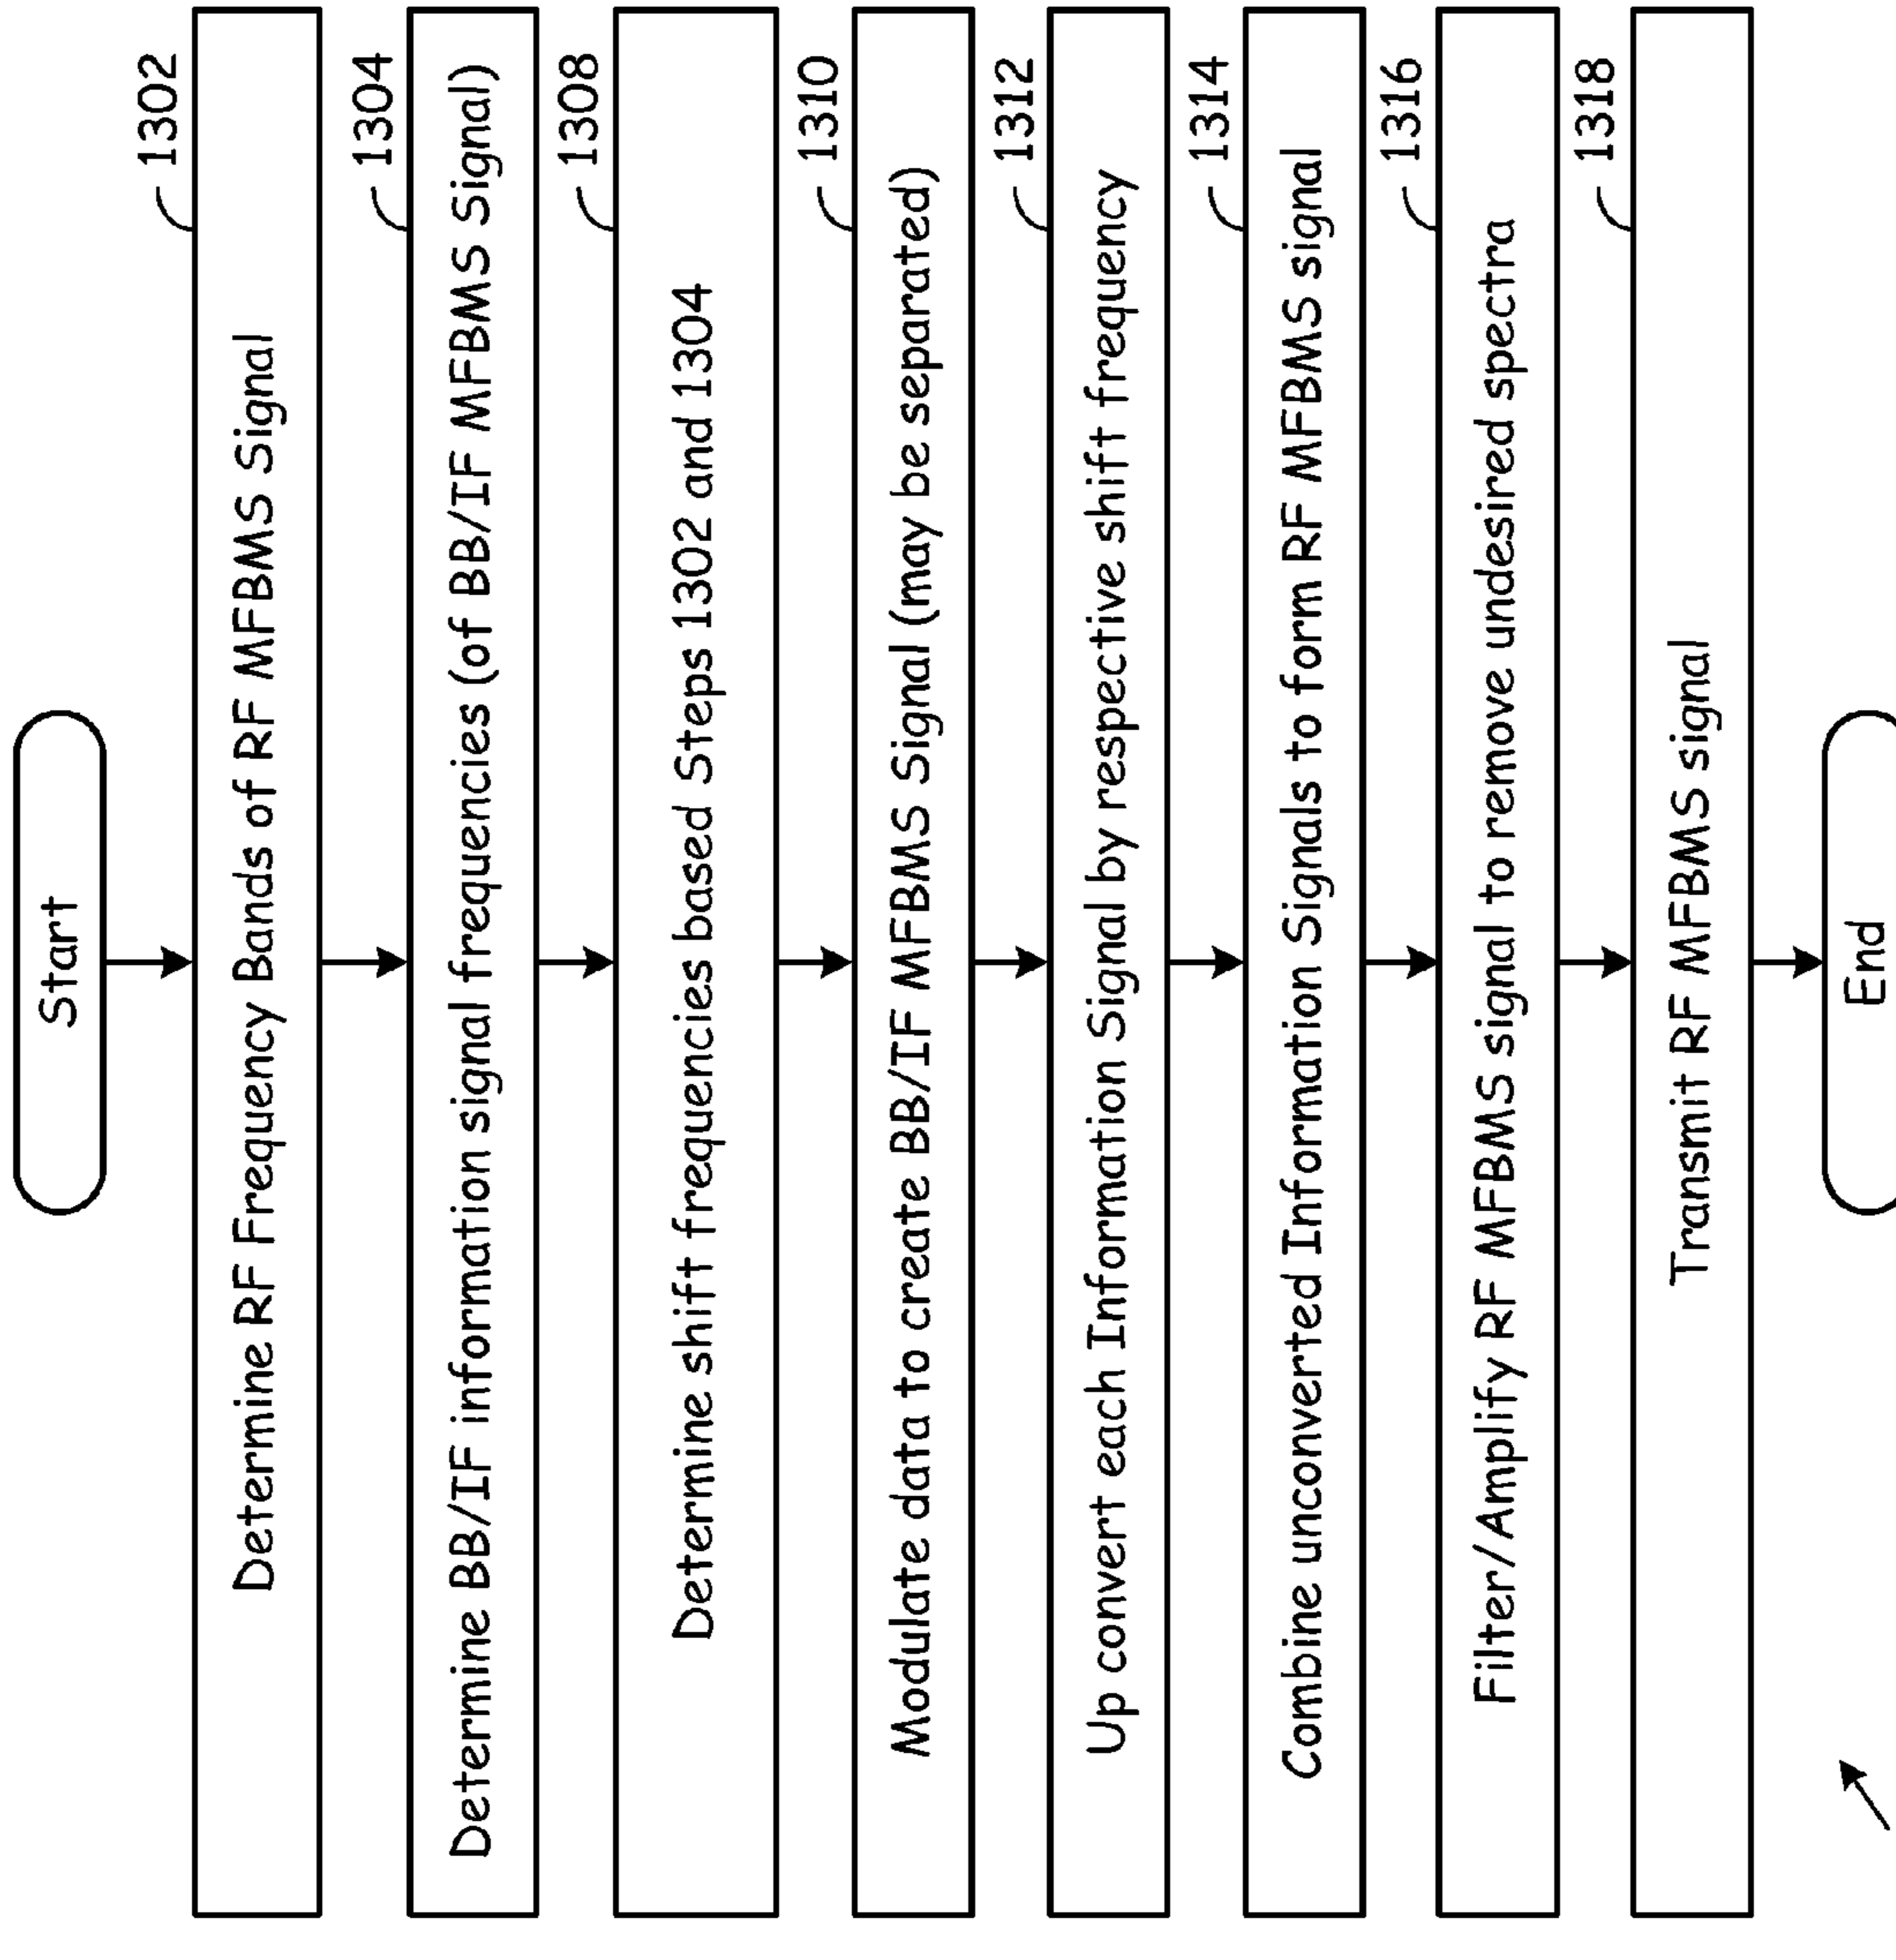 Start
1302
Determine RF Frequency Bands of RF MFBMS Signal
1304
Determine BB/IF information signal frequencies (of BB/IF MFBMS Signal)
1308
Determine shift frequencies based Steps 1302 and 1304
1310
Modulate data to create BB/IF MFBMS Signal (may be separated)
1312
Up convert each Information Signal by respective shift frequency
1314
Combine unconverted Information Signals to form RF MFBMS signal
1316
Filter/Amplify RF MFBMS signal to remove undesired spectra
1318
Transmit RF MFBMS signal
End